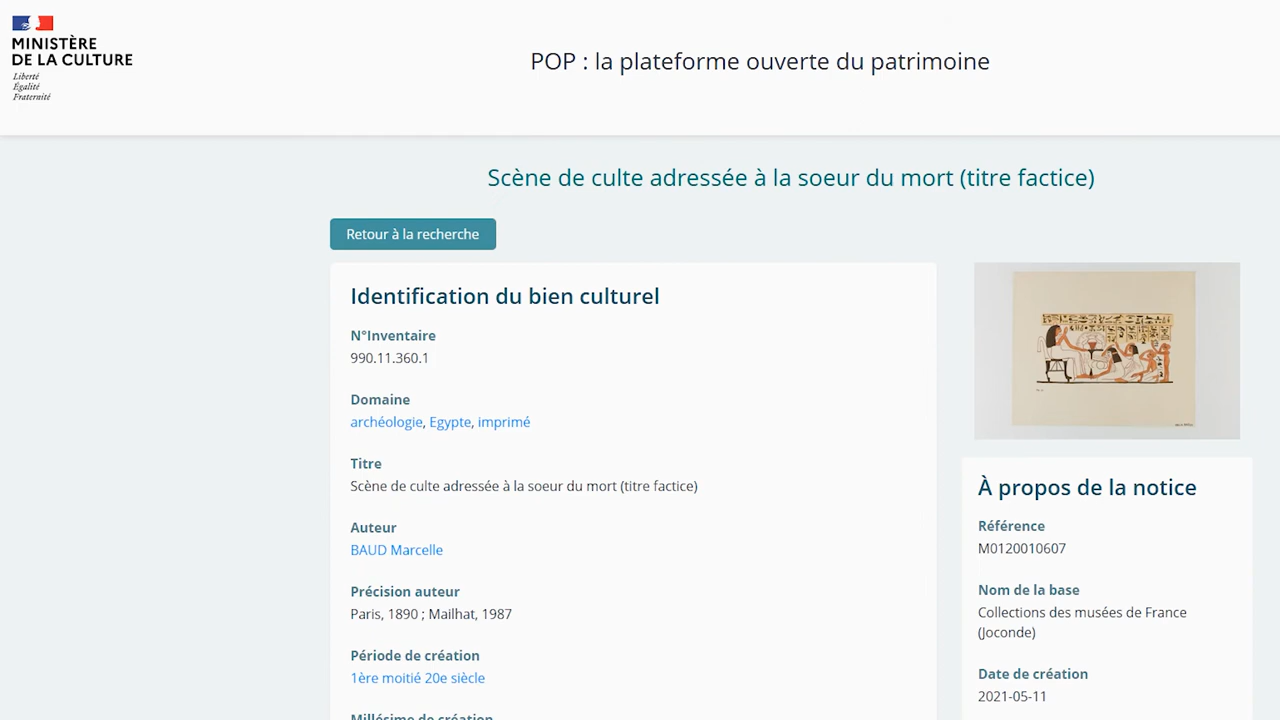 MINISTÈRE
DE LA CULTURE
Liberté
Égalité
Fraternité
POP : la plateforme ouverte du patrimoine
Scène de culte adressée à la soeur du mort (titre factice)
Retour à la recherche
Identification du bien culturel
N°Inventaire
990.11.360.1
Domaine
archéologie, Egypte, imprimé
Titre
Scène de culte adressée à la soeur du mort (titre factice)
Auteur
BAUD Marcelle
Précision auteur
Paris, 1890 ; Mailhat, 1987
Période de création
1ère moitié 20e siècle
Millésime de création
À propos de la notice
Référence
M0120010607
Nom de la base
Collections des musées de France
(Joconde)
Date de création
2021-05-11